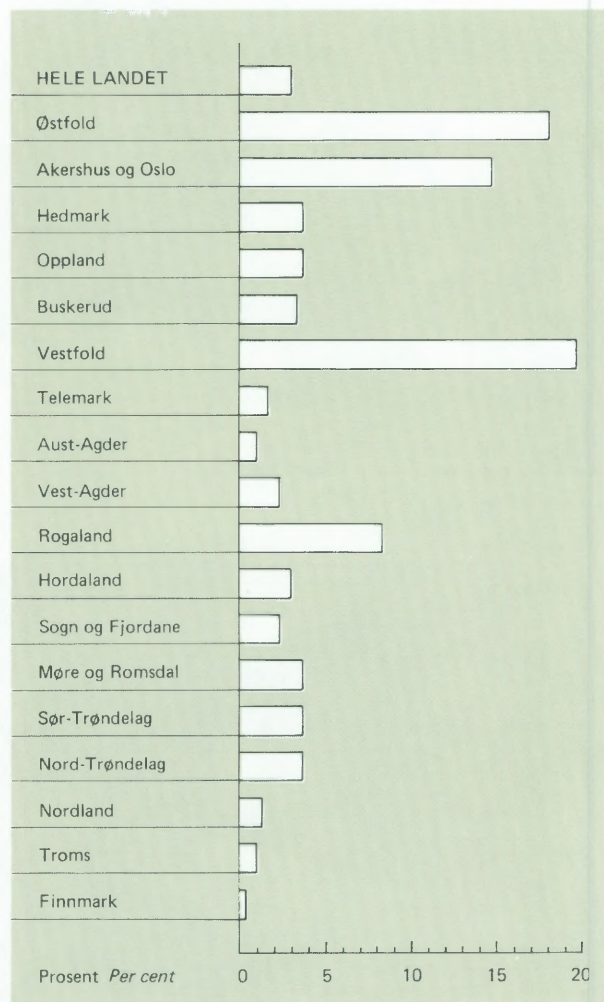 HELE LANDET
Østfold
Akershus og Oslo
Hedmark
Oppland
Buskerud
Vestfold
Telemark
Aust-Agder
Vest-Agder
Rogaland
Hordaland
Sogn og Fjordane
Møre og Romsdal
Sør-Trøndelag
Nord-Trøndelag
Nordland
Troms
Finnmark
Prosent Per cent 0 5 10 15 20